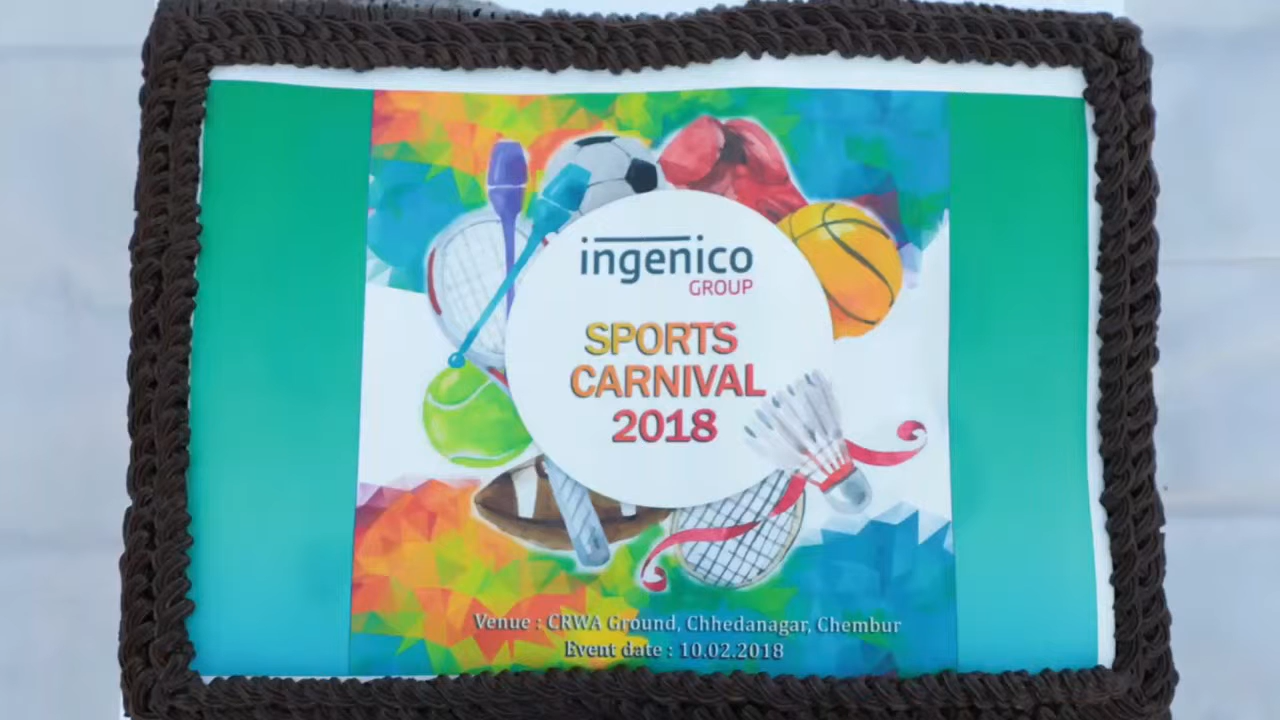 ingenico
GROUP
SPORTS
CARNIVAL
2018
Venue : CRWA Ground, Chhedanagar, Chembur
Event date : 10.02.2018